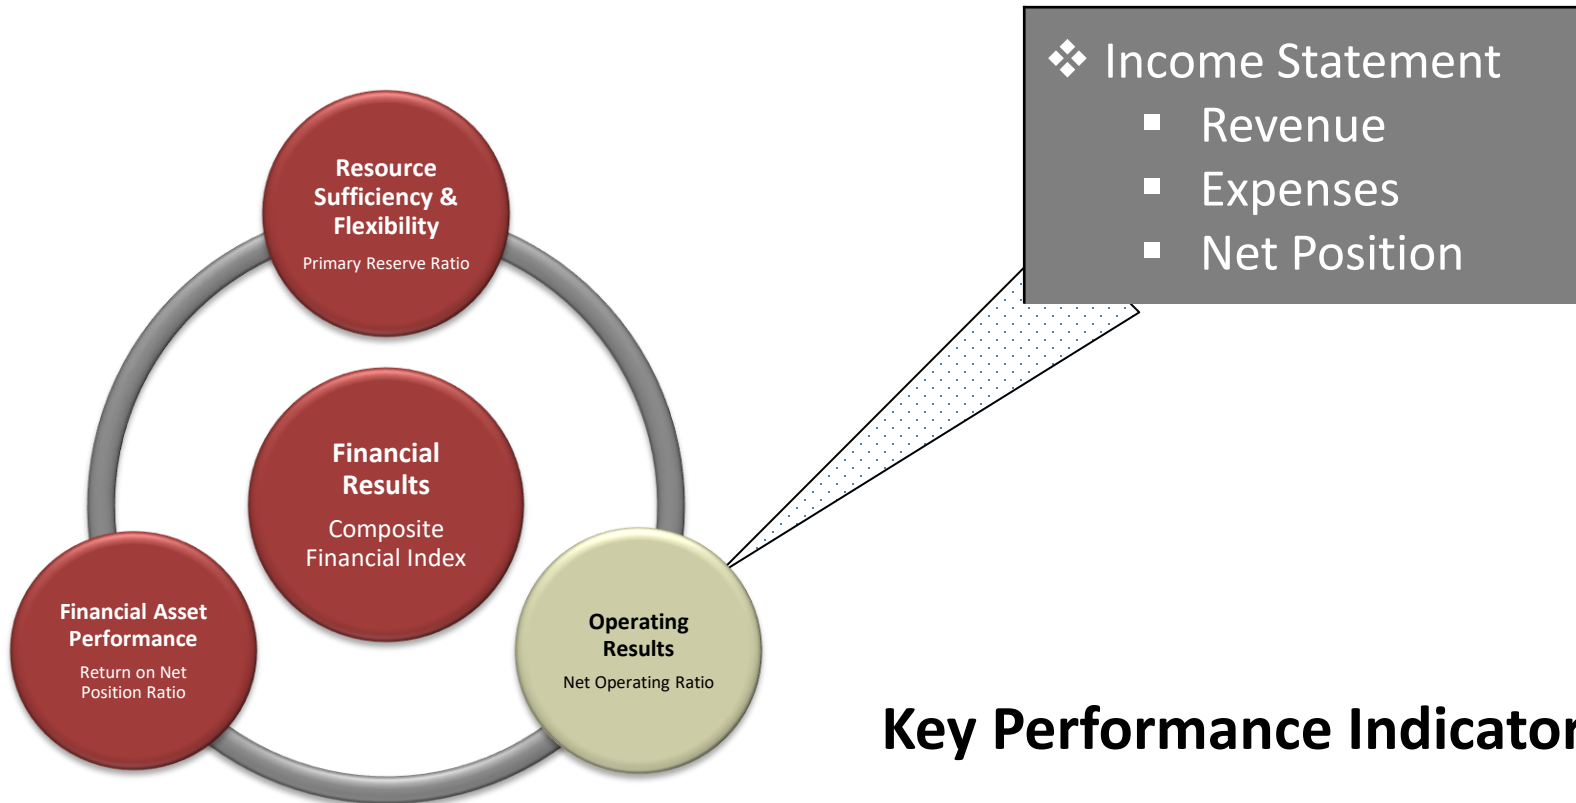 ❖ Income Statement
▪ Revenue
▪ Expenses
▪ Net Position
Resource
Sufficiency &
Flexibility
Primary Reserve Ratio
Financial
Results
Composite
Financial Index
Financial Asset
Performance
Return on Net
Position Ratio
Operating
Results
Net Operating Ratio
Key Performance Indicator